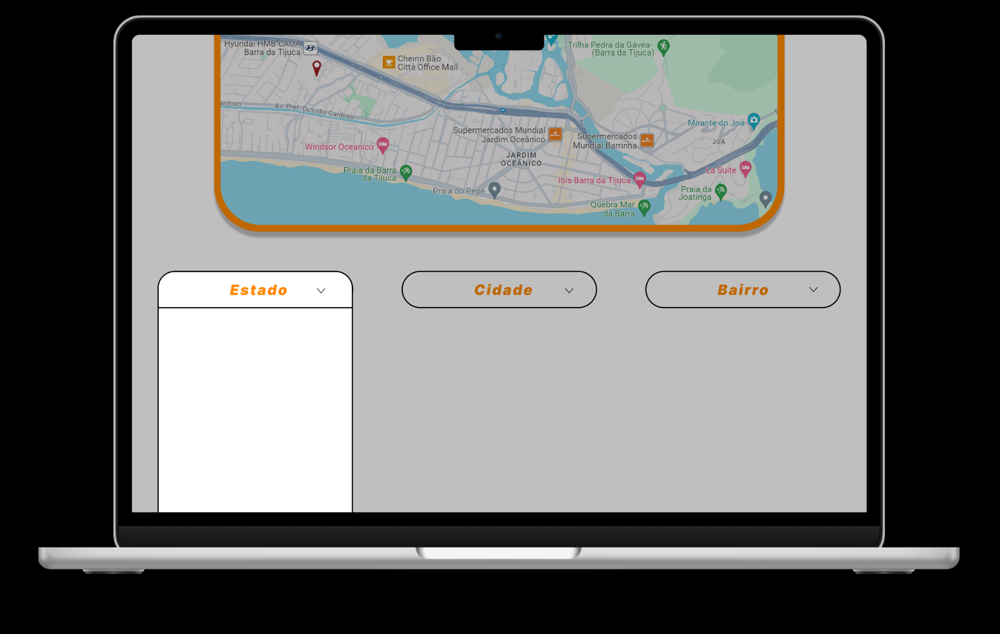 Hyundai HMB CAOA
Barra da Tijuca
Cheirin Bão
Città Office Mall
Trilha Pedra da Gávea-
(Barra da Tijuca)
ardoso
Av. Pref. Dulcídio Cardoso
M
Mirante do Joá
Supermercados Mundial
Jardim Oceânico
Supermercados
Mundial Barrinha
JOÁ
Windsor Oceanico
JARDIM
OCEÂNICO
Praia da Barra
da Tijuca
La Suite
Ibis Barra da Tijuca
Praia do Pepê
Praia da
Joatinga
Quebra Mar
da Barra
Estado
Cidade
Bairro